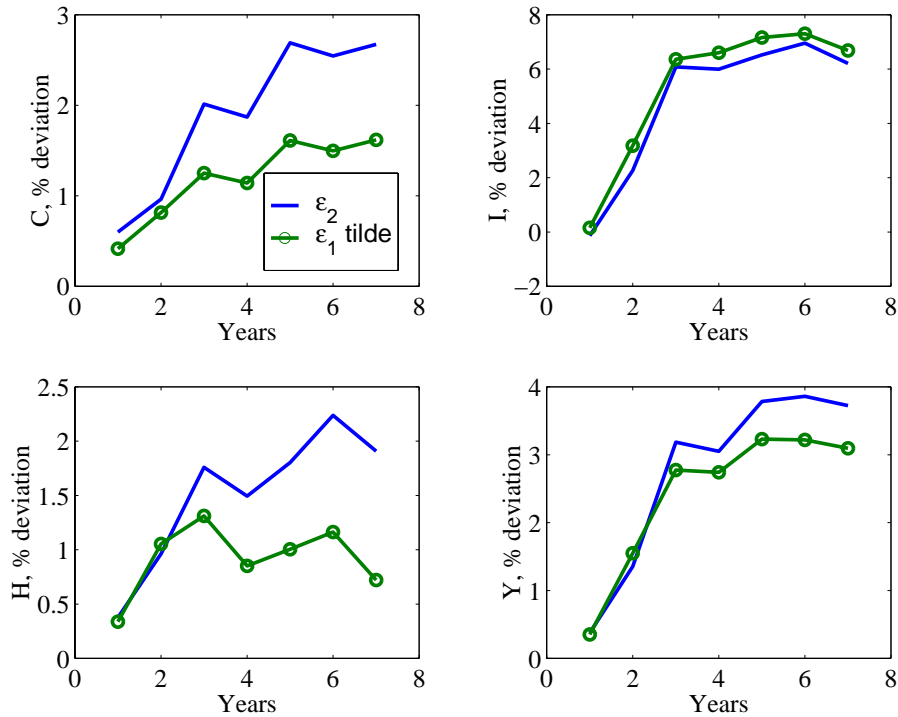 3
2
1
0
C, % deviation
0 2 4 6 8
Years
ε2
ε1 tilde
8
6
4
2
0
−2
I, % deviation
0 2 4 6 8
Years
2.5
2
1.5
1
0.5
0
H, % deviation
0 2 4 6 8
Years
4
3
2
1
0
Y, % deviation
0 2 4 6 8
Years